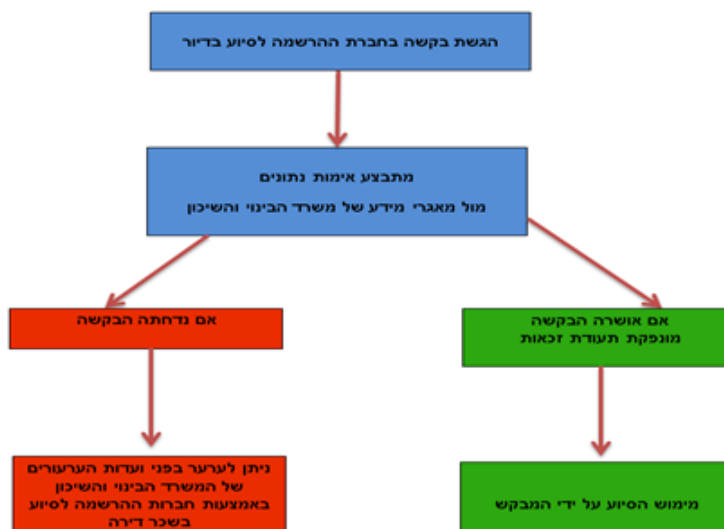 הגשת בקשה בחברת ההרשמה לסיוע בדיור
מתבצע אימות נתונים
מול מאגרי מידע של משרד הבינוי והשיכון
אם אושרה הבקשה
מונפקת תעודת זכאות
אם נדחתה הבקשה
מימוש הסיוע על ידי המבקש
ניתן לערער בפני ועדות הערעורים
של המשרד הבינוי והשיכון
באמצעות חברות ההרשמה לסיוע
בשכר דירה